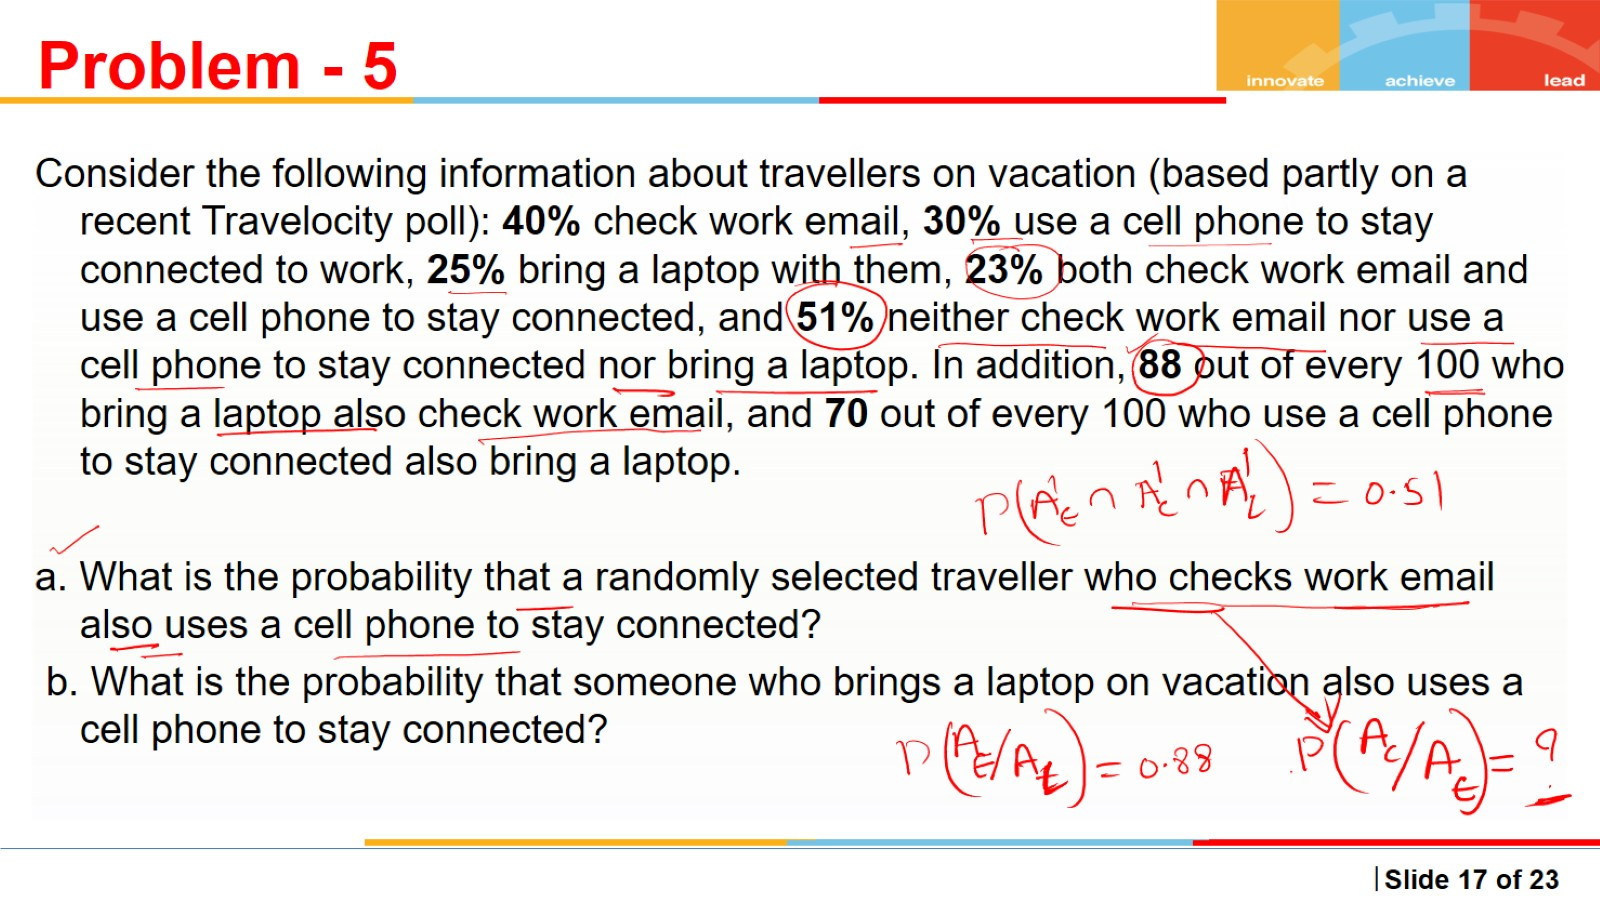 Problem - 5
innovate achieve lead
Consider the following information about travellers on vacation (based partly on a
recent Travelocity poll): 40% check work email, 30% use a cell phone to stay
connected to work, 25% bring a laptop with them, 23% both check work email and
use a cell phone to stay connected, and 51% neither check work email nor use a
cell phone to stay connected nor bring a laptop. In addition, 88 out of every 100 who
bring a laptop also check work email, and 70 out of every 100 who use a cell phone
to stay connected also bring a laptop.
P(A'E ∩ A'C ∩ A'L) = 0.51
a. What is the probability that a randomly selected traveller who checks work email
also uses a cell phone to stay connected?
b. What is the probability that someone who brings a laptop on vacation also uses a
cell phone to stay connected?
P(AE/AL) = 0.88 P(AC/AE) = ?
Slide 17 of 23